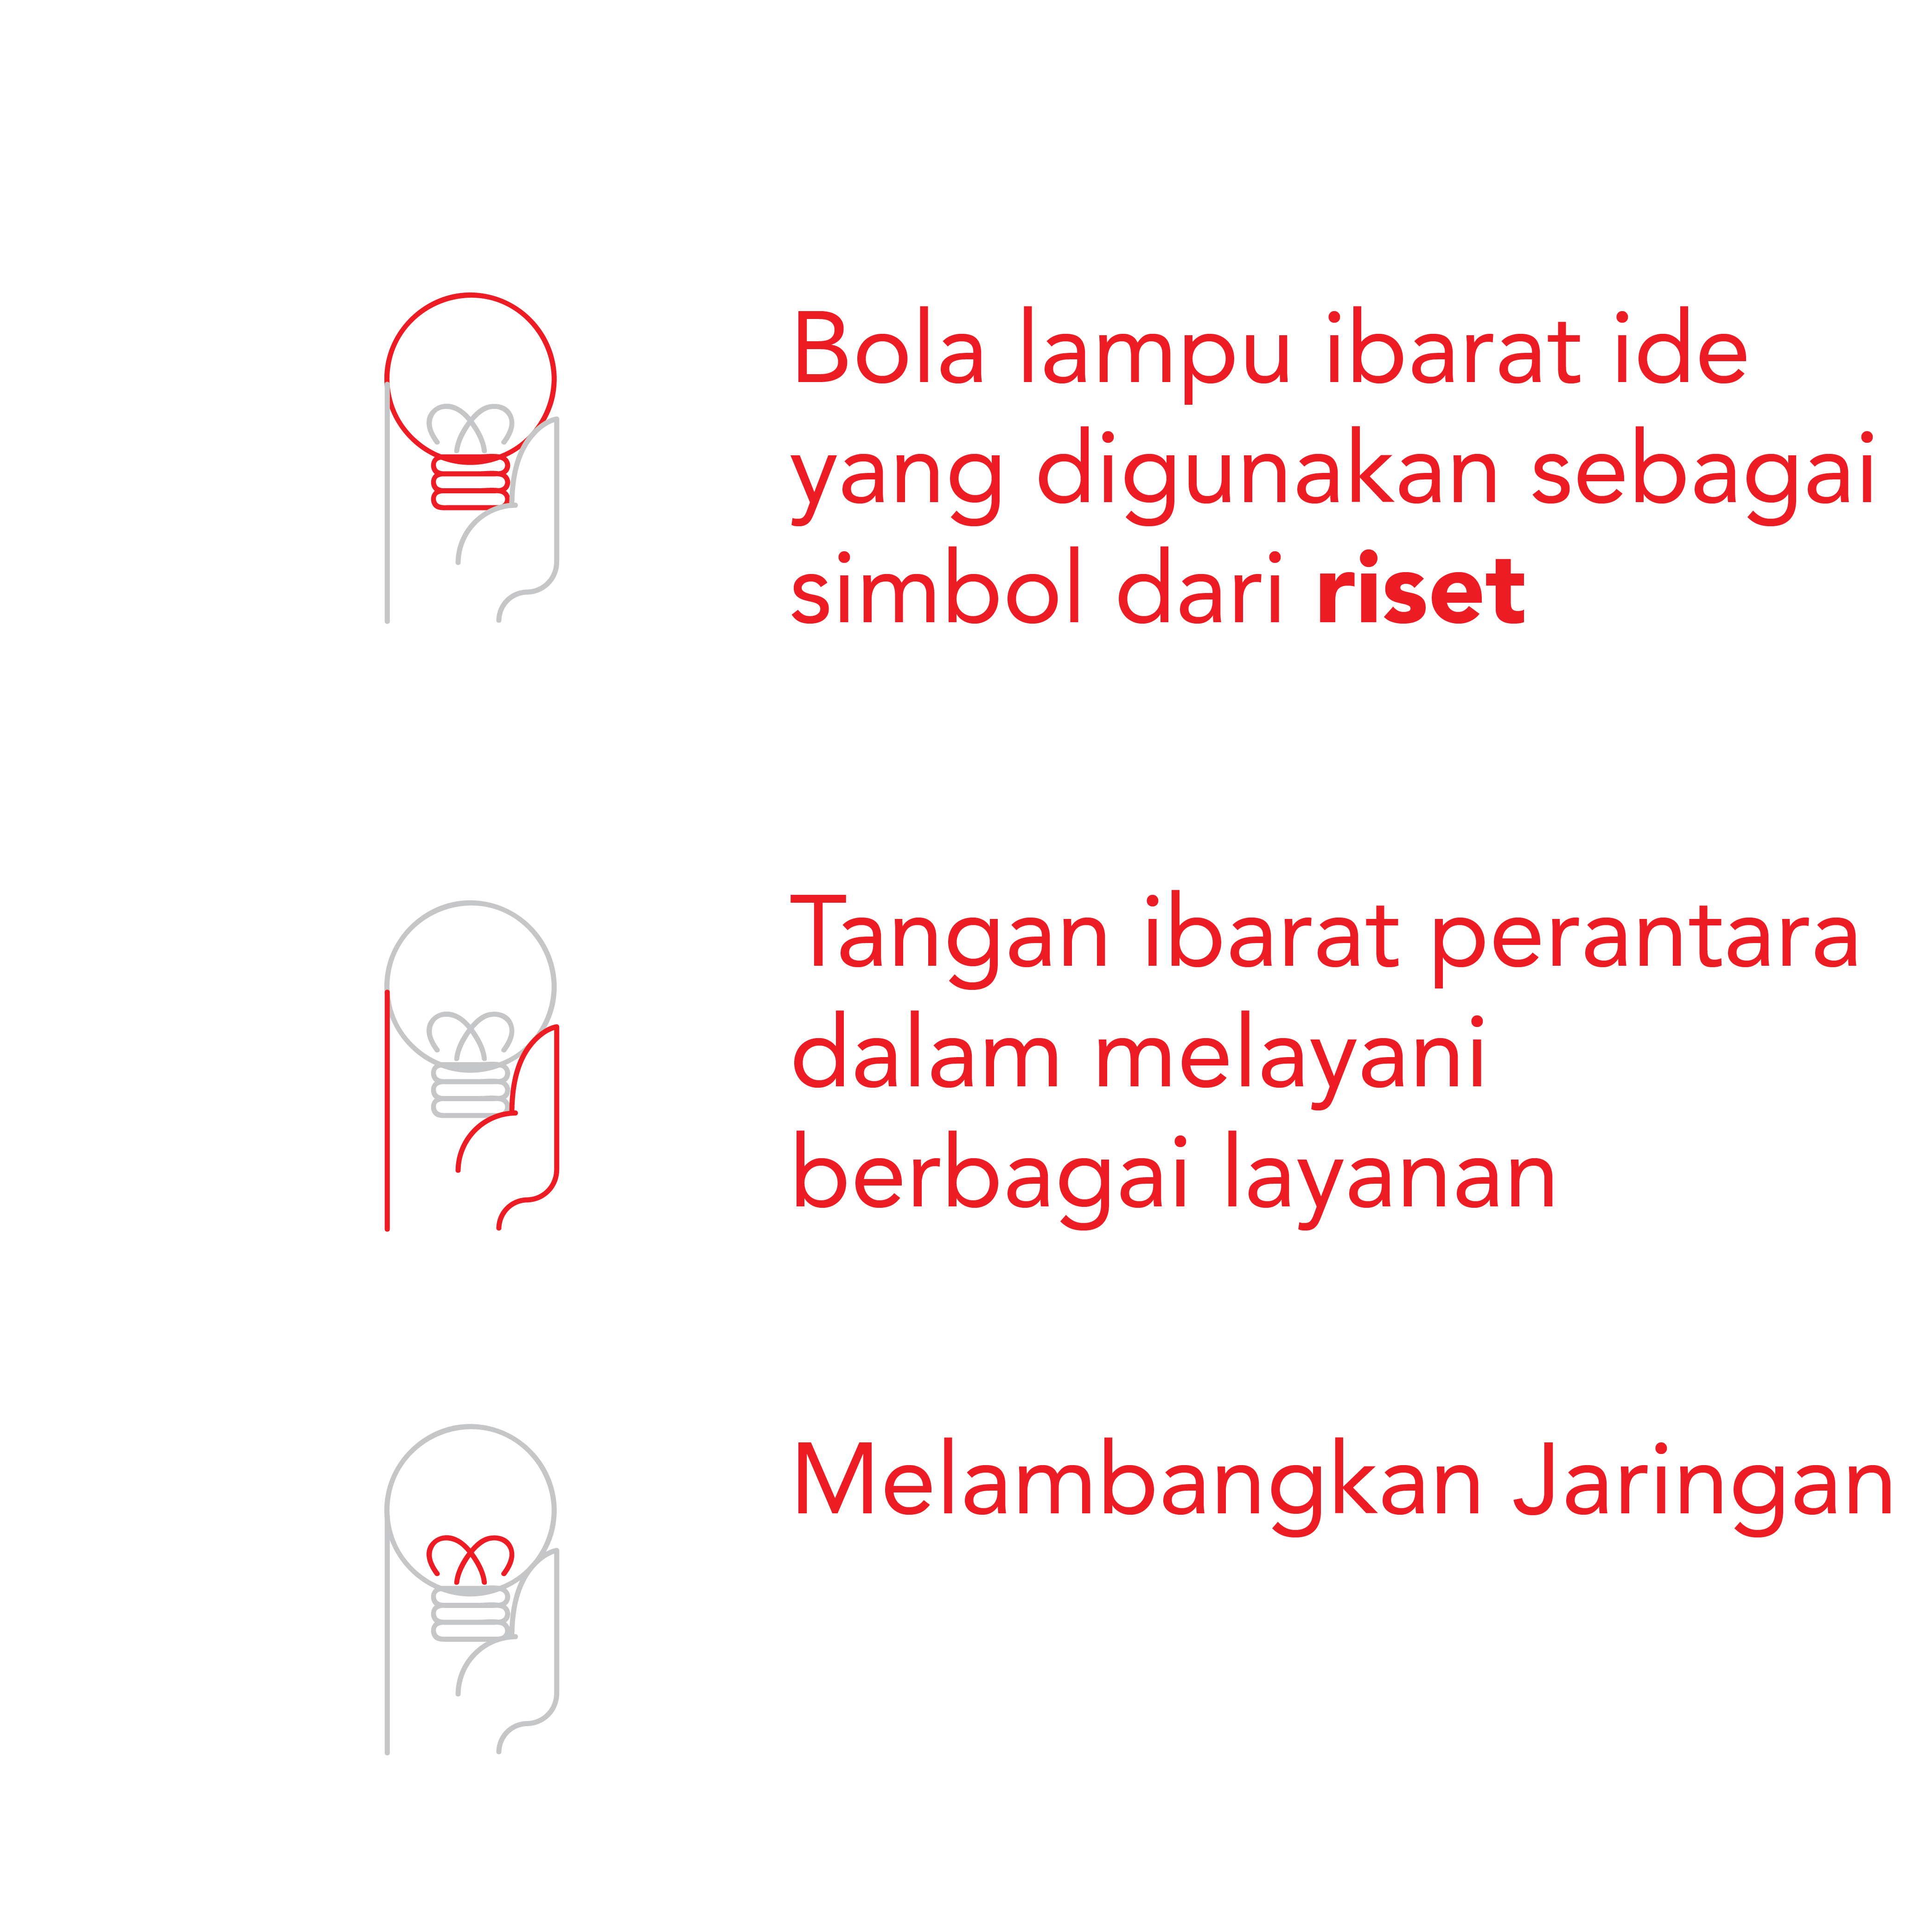 Bola lampu ibarat ide
yang digunakan sebagai
simbol dari riset
Tangan ibarat perantara
dalam melayani
berbagai layanan
Melambangkan Jaringan